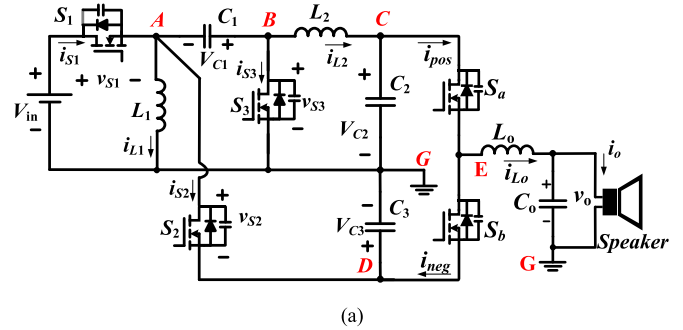 S1 A C1 B L2 C
iS1 VC1 iL2 ipos
Vin vS1 L1 iS3 S3 vS3 C2 VC2 Sa
iL1 G E Lo iLo io
iS2 S2 vS2 C3 VC3 Sb Co vo
D ineg G Speaker
(a)